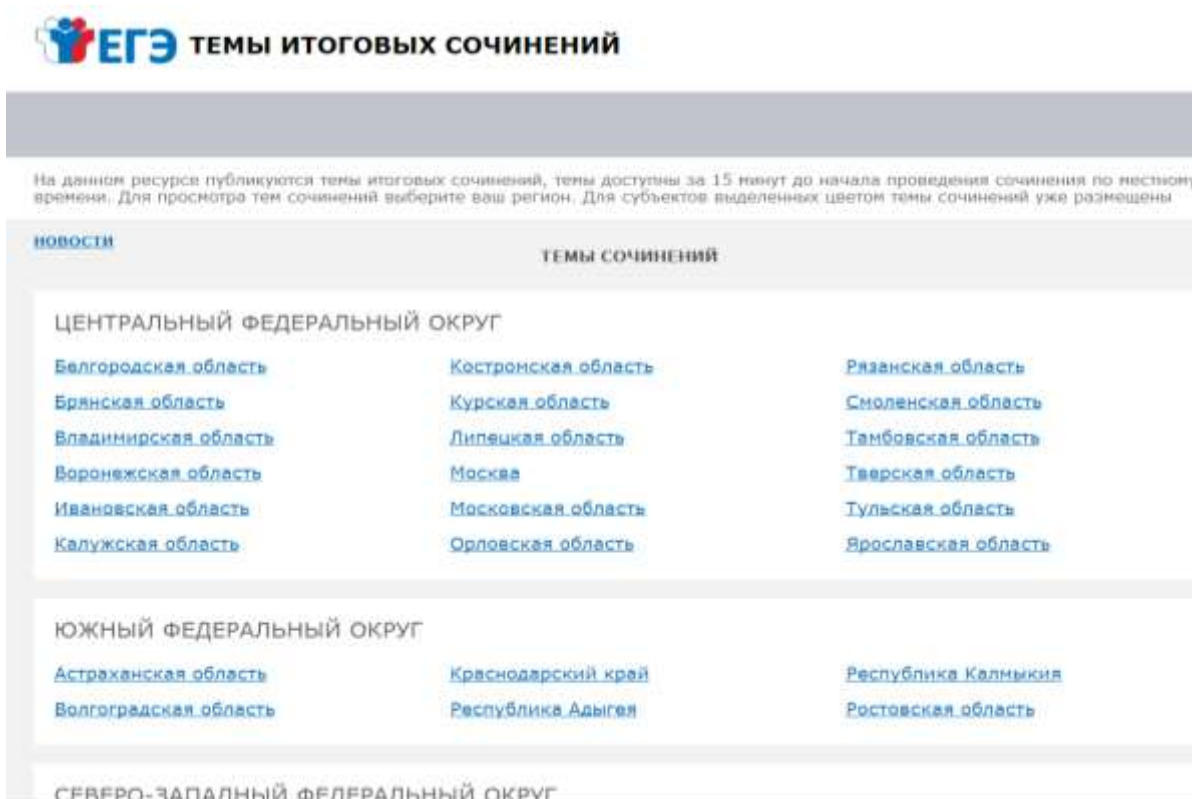 ЕГЭ ТЕМЫ ИТОГОВЫХ СОЧИНЕНИЙ
На данном ресурсе публикуются темы итоговых сочинений, темы доступны за 15 минут до начала проведения сочинения по местному
времени. Для просмотра тем сочинений выберите ваш регион. Для субъектов выделенных цветом темы сочинений уже размещены
НОВОСТИ
ТЕМЫ СОЧИНЕНИЙ
ЦЕНТРАЛЬНЫЙ ФЕДЕРАЛЬНЫЙ ОКРУГ
Белгородская область Костромская область Рязанская область
Брянская область Курская область Смоленская область
Владимирская область Липецкая область Тамбовская область
Воронежская область Москва Тверская область
Ивановская область Московская область Тульская область
Калужская область Орловская область Ярославская область
ЮЖНЫЙ ФЕДЕРАЛЬНЫЙ ОКРУГ
Астраханская область Краснодарский край Республика Калмыкия
Волгоградская область Республика Адыгея Ростовская область
СЕВЕРО-ЗАПАДНЫЙ ФЕДЕРАЛЬНЫЙ ОКРУГ